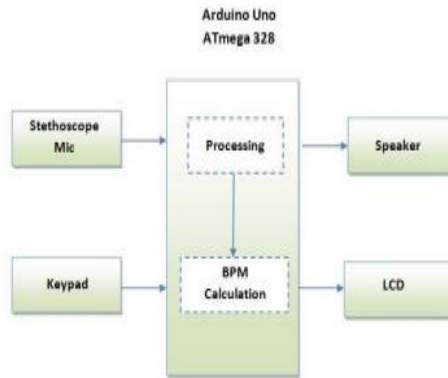 Arduino Uno
ATmega 328
Stethoscope
Mic
Processing
Speaker
Keypad
BPM
Calculation
LCD